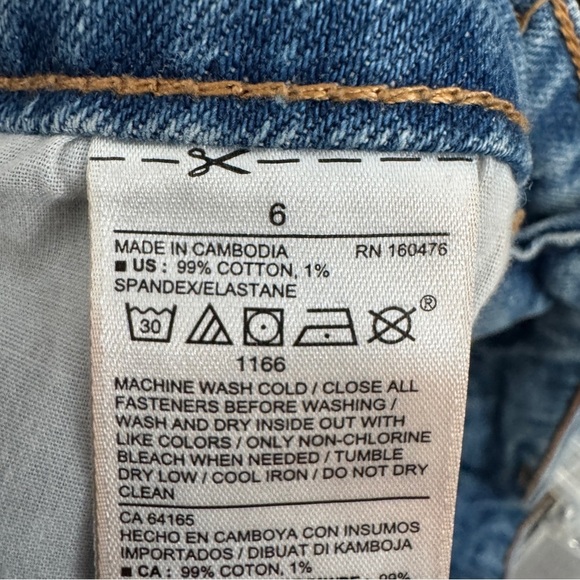 6
MADE IN CAMBODIA RN 160476
■ US : 99% COTTON, 1%
SPANDEX/ELASTANE
30 ®
1166
MACHINE WASH COLD / CLOSE ALL
FASTENERS BEFORE WASHING /
WASH AND DRY INSIDE OUT WITH
LIKE COLORS / ONLY NON-CHLORINE
BLEACH WHEN NEEDED / TUMBLE
DRY LOW / COOL IRON / DO NOT DRY
CLEAN
CA 64165
HECHO EN CAMBOYA CON INSUMOS
IMPORTADOS / DIBUAT DI KAMBOJA
■ CA : 99% COTTON, 1%